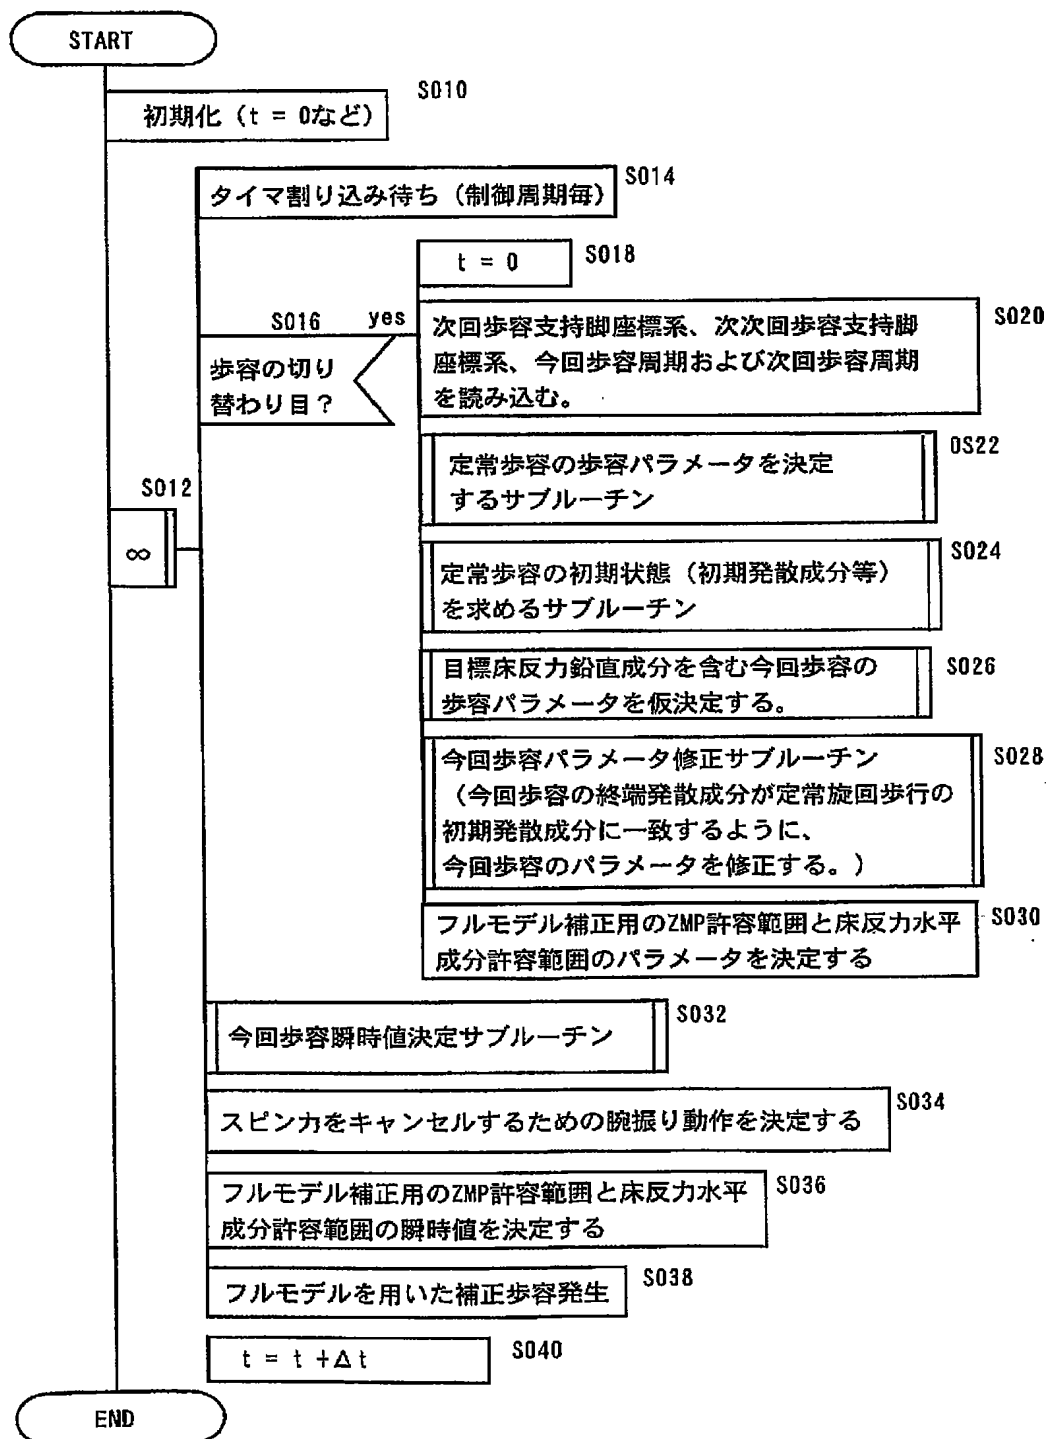 START
S010
初期化 (t = 0など)
S014
タイマ割り込み待ち (制御周期毎)
t = 0
S018
S016 yes
歩容の切り
替わり目?
S020
次回歩容支持脚座標系、次次回歩容支持脚
座標系、今回歩容周期および次回歩容周期
を読み込む。
0S22
定常歩容の歩容パラメータを決定
するサブルーチン
S012
∞
S024
定常歩容の初期状態 (初期発散成分等)
を求めるサブルーチン
S026
目標床反力鉛直成分を含む今回歩容の
歩容パラメータを仮決定する。
S028
今回歩容パラメータ修正サブルーチン
(今回歩容の終端発散成分が定常旋回歩行の
初期発散成分に一致するように、
今回歩容のパラメータを修正する。)
S030
フルモデル補正用のZMP許容範囲と床反力水平
成分許容範囲のパラメータを決定する
S032
今回歩容瞬時値決定サブルーチン
S034
スピン力をキャンセルするための腕振り動作を決定する
S036
フルモデル補正用のZMP許容範囲と床反力水平
成分許容範囲の瞬時値を決定する
S038
フルモデルを用いた補正歩容発生
S040
t = t +Δt
END